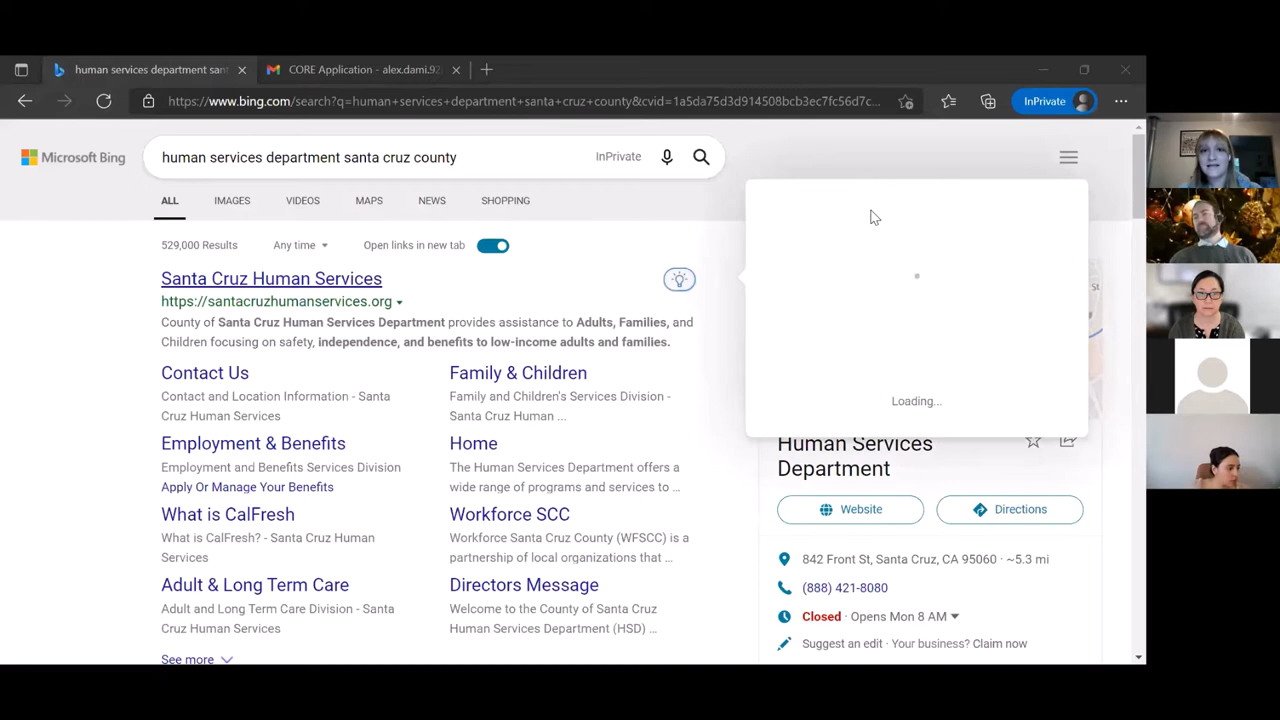 human services department sant
CORE Application - alex.dami.92
https://www.bing.com/search?q=human+services+department+santa+cruz+county&cvid=1a5da75d3d914508bcb3ec7fc56d7c...
InPrivate
Microsoft Bing
human services department santa cruz county
InPrivate
ALL
IMAGES
VIDEOS
MAPS
NEWS
SHOPPING
529,000 Results
Any time
Open links in new tab
Santa Cruz Human Services
https://santacruzhumanservices.org
County of Santa Cruz Human Services Department provides assistance to Adults, Families, and
Children focusing on safety, independence, and benefits to low-income adults and families.
Contact Us
Contact and Location Information - Santa
Cruz Human Services
Family & Children
Family and Children's Services Division -
Santa Cruz Human ...
Employment & Benefits
Employment and Benefits Services Division
Apply Or Manage Your Benefits
Home
The Human Services Department offers a
wide range of programs and services to ...
What is CalFresh
What is CalFresh? - Santa Cruz Human
Services
Workforce SCC
Workforce Santa Cruz County (WFSCC) is a
partnership of local organizations that ...
Adult & Long Term Care
Adult and Long Term Care Division - Santa
Cruz Human Services
Directors Message
Welcome to the County of Santa Cruz
Human Services Department (HSD) ...
See more
Loading...
St
Human Services
Department
Website
Directions
842 Front St, Santa Cruz, CA 95060 · ~5.3 mi
(888) 421-8080
Closed · Opens Mon 8 AM
Suggest an edit · Your business? Claim now